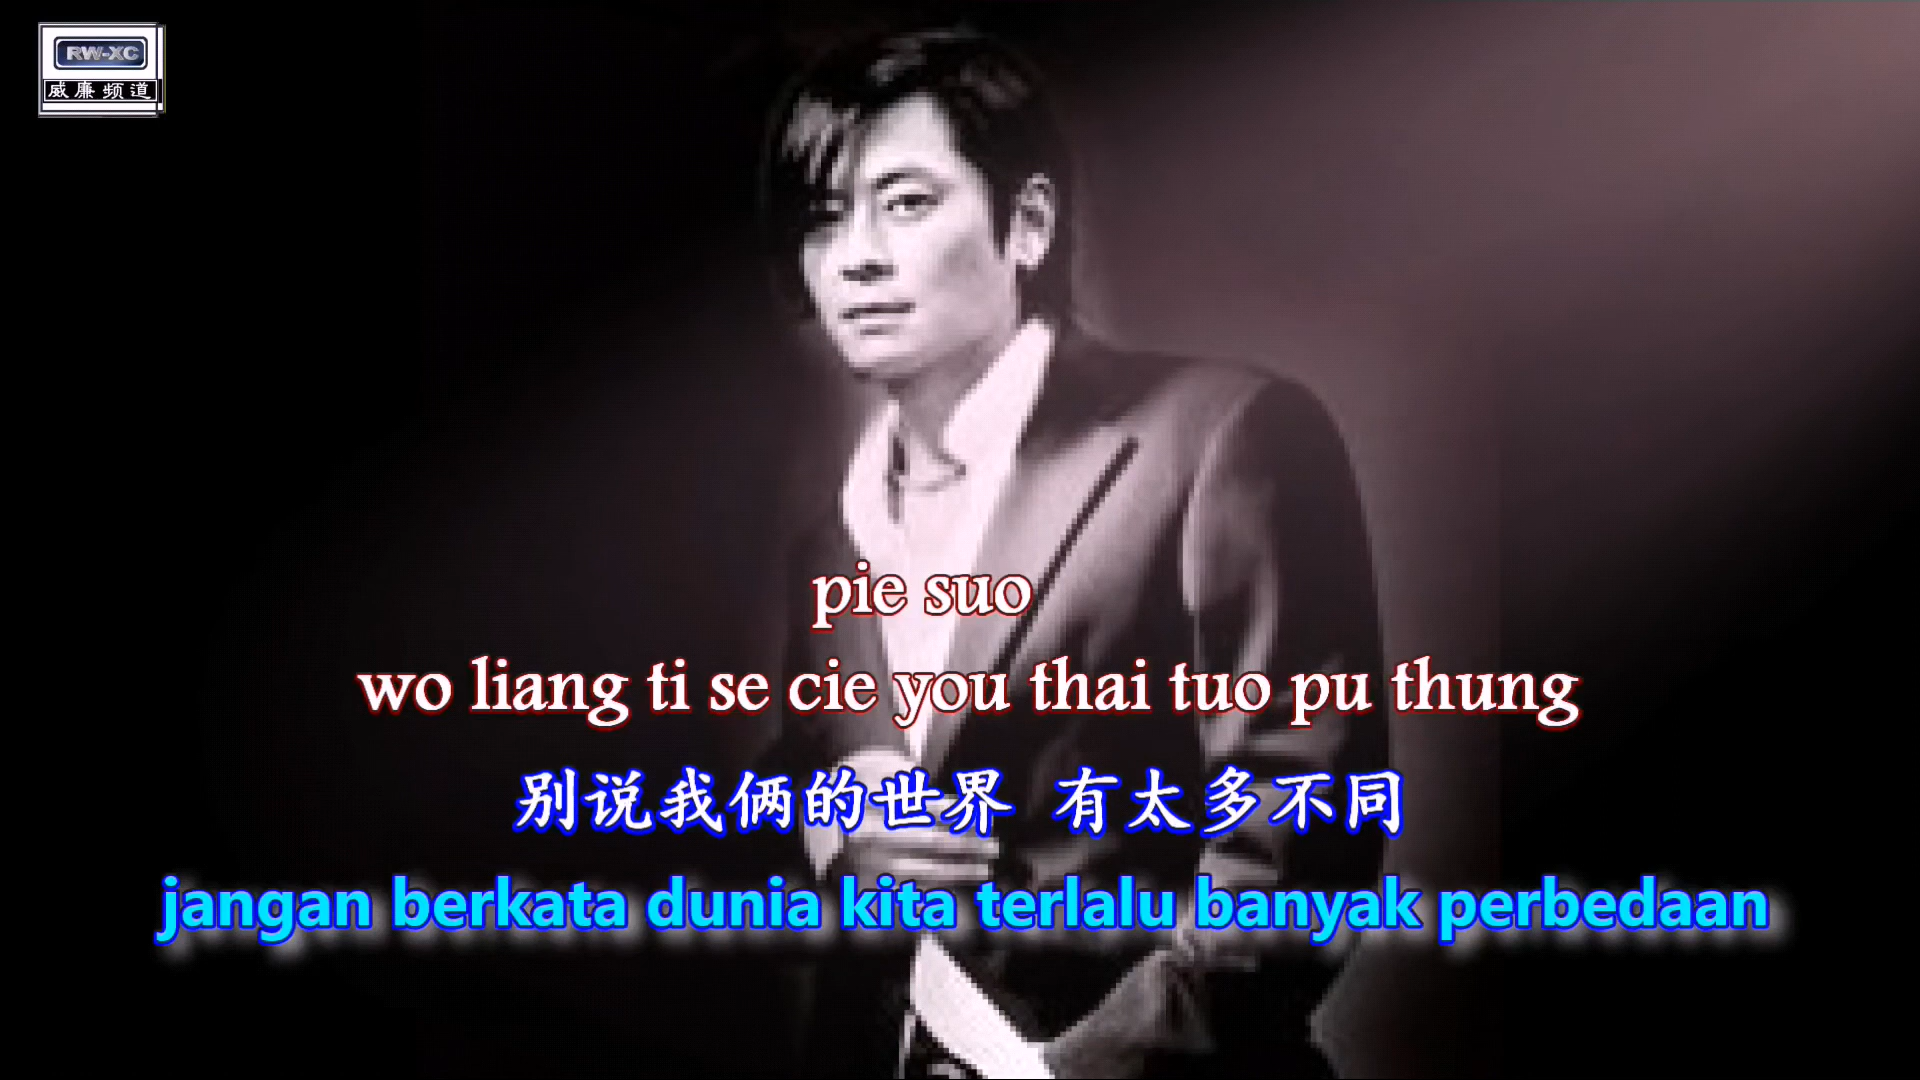 RW-XC
威廉频道
pie suo
wo liang ti se cie you thai tuo pu thung
别说我俩的世界 有太多不同
jangan berkata dunia kita terlalu banyak perbedaan